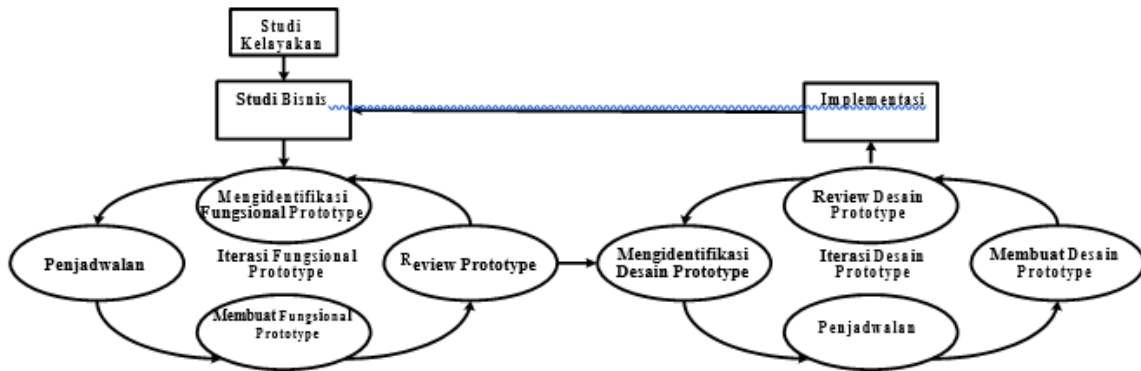 Studi
Kelayakan
Studi Bisnis
Implementasi
Mengidentifikasi
Fungsional Prototype
Penjadwalan
Iterasi Fungsional
Prototype
Review Prototype
Membuat Fungsional
Prototype
Review Desain
Prototype
Mengidentifikasi
Desain Prototype
Iterasi Desain
Prototype
Membuat Desain
Prototype
Penjadwalan